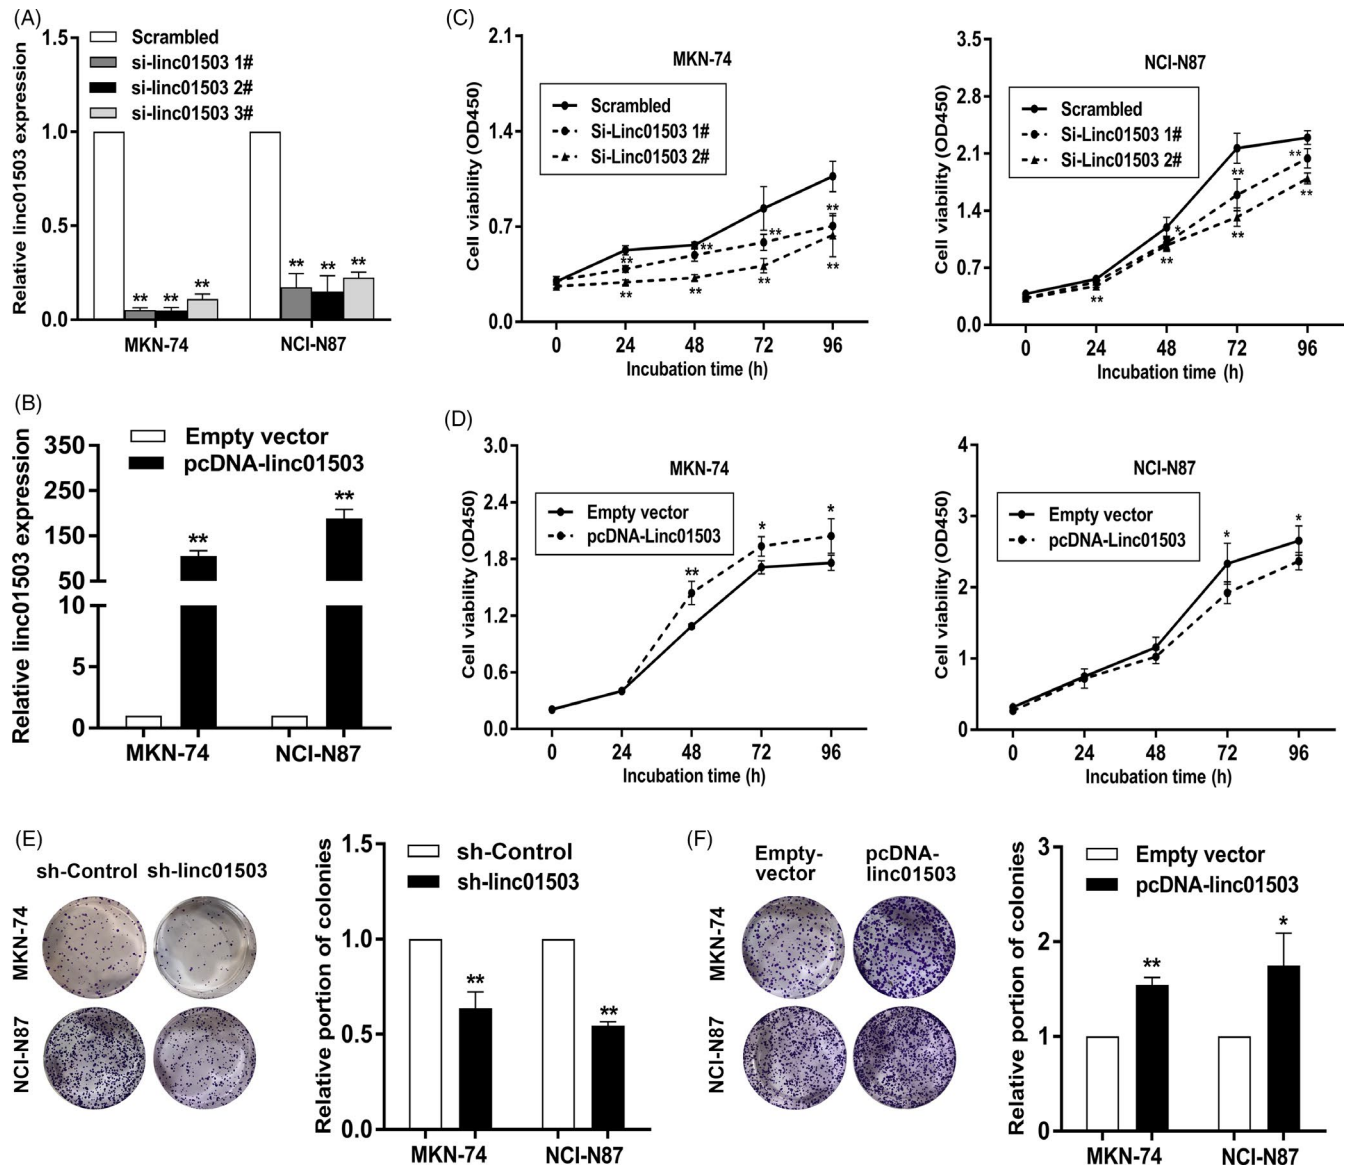 (A)
Relative linc01503 expression
1.5
1.0
0.5
0.0
Scrambled
si-linc01503 1#
si-linc01503 2#
si-linc01503 3#
** ** **
** ** **
MKN-74 NCI-N87
(B)
Relative linc01503 expression
350
250
150
50
10
5
0
Empty vector
pcDNA-linc01503
**
**
MKN-74 NCI-N87
(C)
Cell viability (OD450)
2.1
1.4
0.7
0.0
MKN-74
Scrambled
Si-Linc01503 1#
Si-Linc01503 2#
** ** ** **
** ** ** **
0 24 48 72 96
Incubation time (h)
Cell viability (OD450)
3.5
2.8
2.1
1.4
0.7
0.0
NCI-N87
Scrambled
Si-Linc01503 1#
Si-Linc01503 2#
* ** **
** ** ** **
0 24 48 72 96
Incubation time (h)
(D)
Cell viability (OD450)
3.0
2.4
1.8
1.2
0.6
0.0
MKN-74
Empty vector
pcDNA-Linc01503
** * *
0 24 48 72 96
Incubation time (h)
Cell viability (OD450)
4
3
2
1
0
NCI-N87
Empty vector
pcDNA-Linc01503
* *
0 24 48 72 96
Incubation time (h)
(E)
sh-Control sh-linc01503
MKN-74
NCI-N87
Relative portion of colonies
1.5
1.0
0.5
0.0
sh-Control
sh-linc01503
**
**
MKN-74 NCI-N87
(F)
Empty-
vector
pcDNA-
linc01503
MKN-74
NCI-N87
Relative portion of colonies
3
2
1
0
Empty vector
pcDNA-linc01503
**
*
MKN-74 NCI-N87